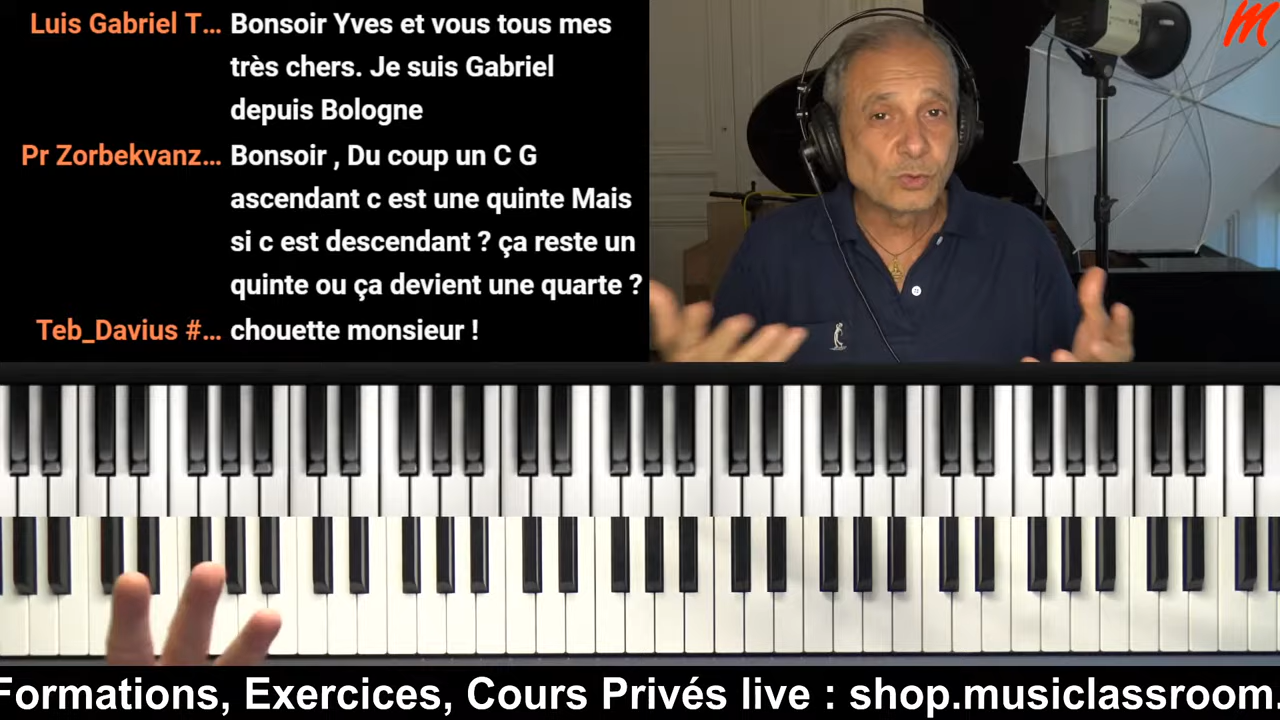 Luis Gabriel T… Bonsoir Yves et vous tous mes
très chers. Je suis Gabriel
depuis Bologne
Pr Zorbekvanz… Bonsoir , Du coup un C G
ascendant c est une quinte Mais
si c est descendant ? ça reste un
quinte ou ça devient une quarte ?
Teb_Davius #… chouette monsieur !
M
Formations, Exercices, Cours Privés live : shop.musiclassroom.